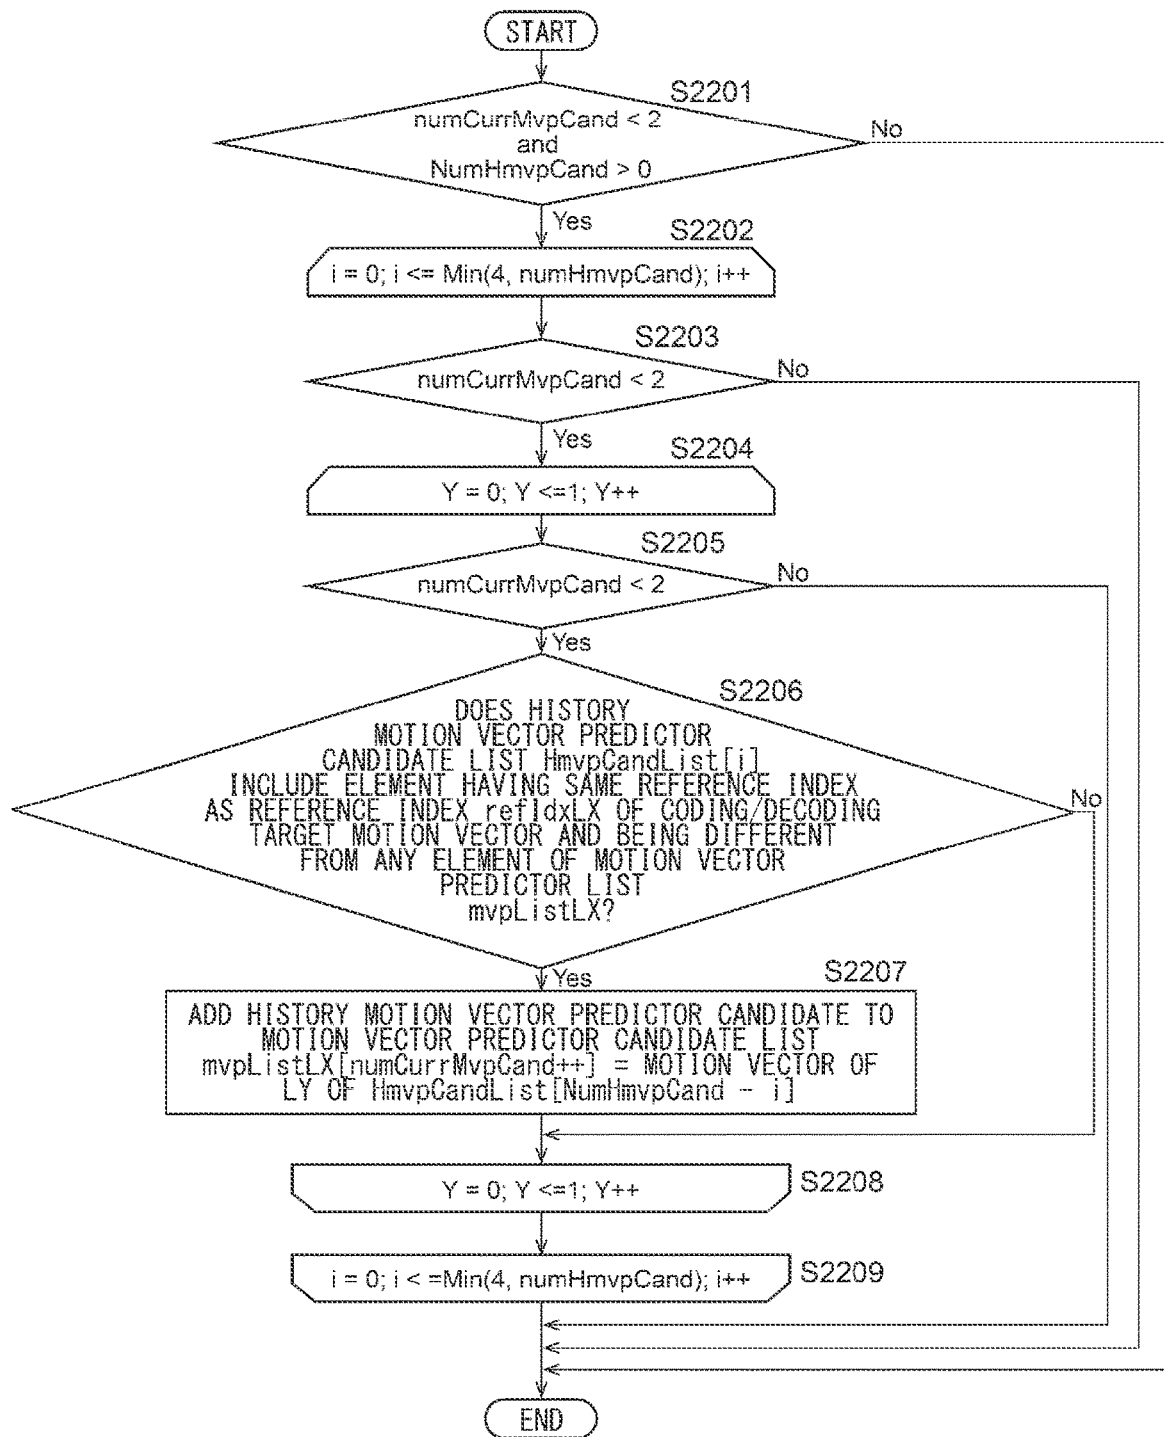 START
S2201
numCurrMvpCand < 2
and
NumHmvpCand > 0
No
Yes
S2202
i = 0; i <= Min(4, numHmvpCand); i++
S2203
numCurrMvpCand < 2
No
Yes
S2204
Y = 0; Y <=1; Y++
S2205
numCurrMvpCand < 2
No
Yes
S2206
DOES HISTORY
MOTION VECTOR PREDICTOR
CANDIDATE LIST HmvpCandList[i]
INCLUDE ELEMENT HAVING SAME REFERENCE INDEX
AS REFERENCE INDEX refIdxLX OF CODING/DECODING
TARGET MOTION VECTOR AND BEING DIFFERENT
FROM ANY ELEMENT OF MOTION VECTOR
PREDICTOR LIST
mvpListLX?
No
Yes
S2207
ADD HISTORY MOTION VECTOR PREDICTOR CANDIDATE TO
MOTION VECTOR PREDICTOR CANDIDATE LIST
mvpListLX[numCurrMvpCand++] = MOTION VECTOR OF
LY OF HmvpCandList[NumHmvpCand - i]
Y = 0; Y <=1; Y++
S2208
i = 0; i < =Min(4, numHmvpCand); i++
S2209
END